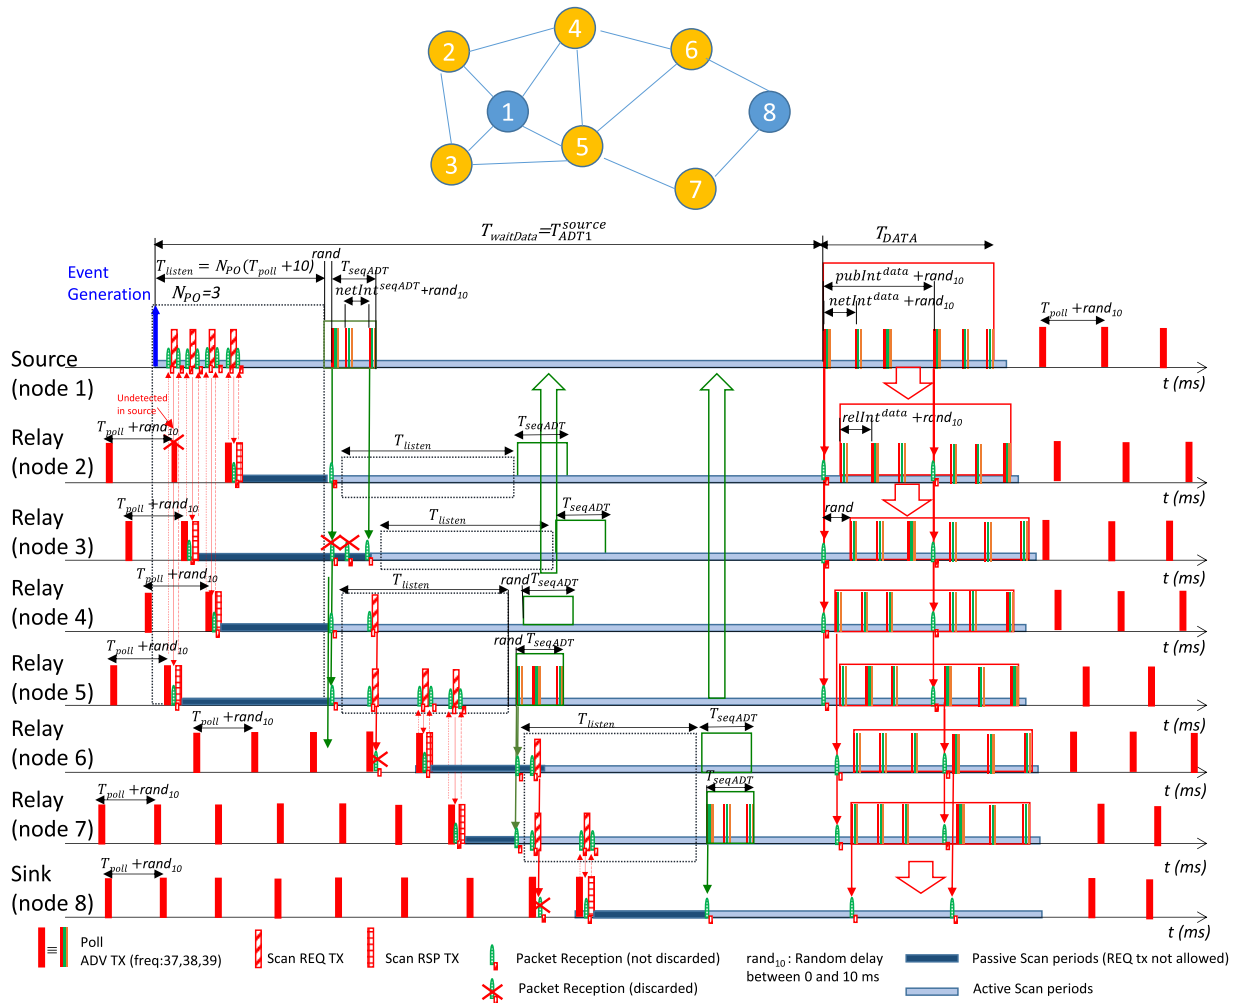 4
2
6
1
8
5
3
7
T_waitData=T_ADT1^source
T_DATA
rand
T_listen = N_PO(T_poll +10)
T_seqADT
Event
Generation
N_PO=3
netInt^seqADT+rand_10
pubInt^data+rand_10
netInt^data +rand_10
T_poll +rand_10
Source
(node 1)
t (ms)
Undetected
in source
T_poll+rand_10
T_seqADT
relInt^data+rand_10
Relay
(node 2)
T_listen
t (ms)
T_poll +rand_10
T_seqADT
rand
Relay
(node 3)
T_listen
t (ms)
T_poll +rand_10
T_listen
rand T_seqADT
Relay
(node 4)
t (ms)
T_poll +rand_10
rand T_seqADT
Relay
(node 5)
t (ms)
T_poll+rand_10
T_listen
T_seqADT
Relay
(node 6)
t (ms)
T_poll+rand_10
T_seqADT
Relay
(node 7)
t (ms)
T_poll+rand_10
Sink
(node 8)
t (ms)
≡
Poll
ADV TX (freq:37,38,39)
Scan REQ TX
Scan RSP TX
Packet Reception (not discarded)
Packet Reception (discarded)
rand_10 : Random delay
between 0 and 10 ms
Passive Scan periods (REQ tx not allowed)
Active Scan periods